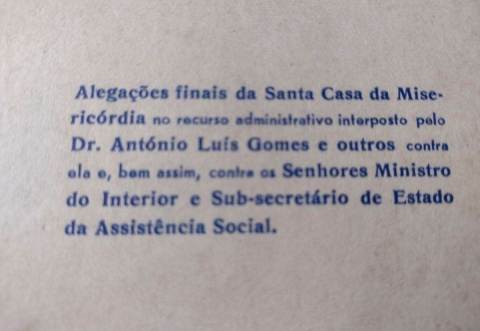 Alegações finais da Santa Casa da Mise-
ricórdia no recurso administrativo interposto pelo
Dr. António Luís Gomes e outros contra
ela e, bem assim, contra os Senhores Ministro
do Interior e Sub-secretário de Estado
da Assistência Social.